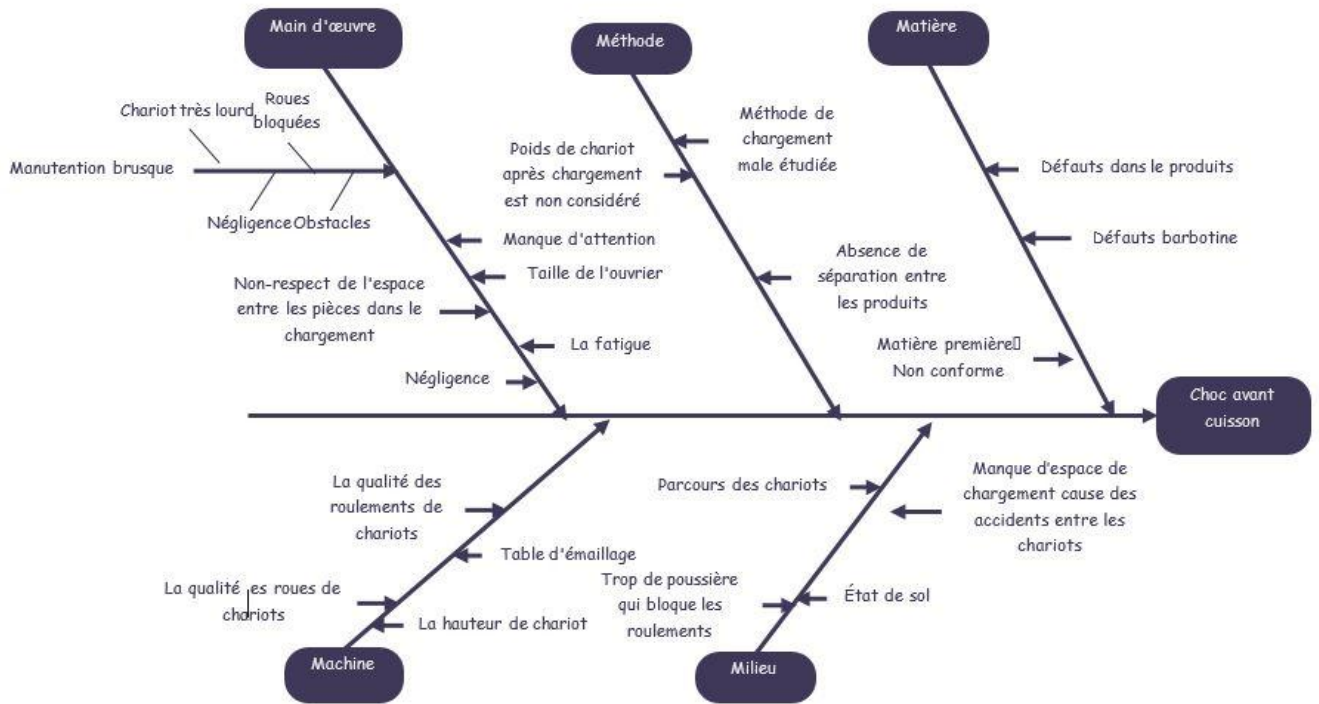 Main d'œuvre
Méthode
Matière
Chariot très lourd
Roues
bloquées
Manutention brusque
Négligence
Obstacles
Manque d'attention
Taille de l'ouvrier
Non-respect de l'espace
entre les pièces dans le
chargement
La fatigue
Négligence
Méthode de
chargement
male étudiée
Poids de chariot
après chargement
est non considéré
Absence de
séparation entre
les produits
Défauts dans le produits
Défauts barbotine
Matière première
Non conforme
Choc avant
cuisson
La qualité des
roulements de
chariots
Table d'émaillage
La qualité es roues de
chariots
La hauteur de chariot
Machine
Parcours des chariots
Manque d'espace de
chargement cause des
accidents entre les
chariots
Trop de poussière
qui bloque les
roulements
État de sol
Milieu